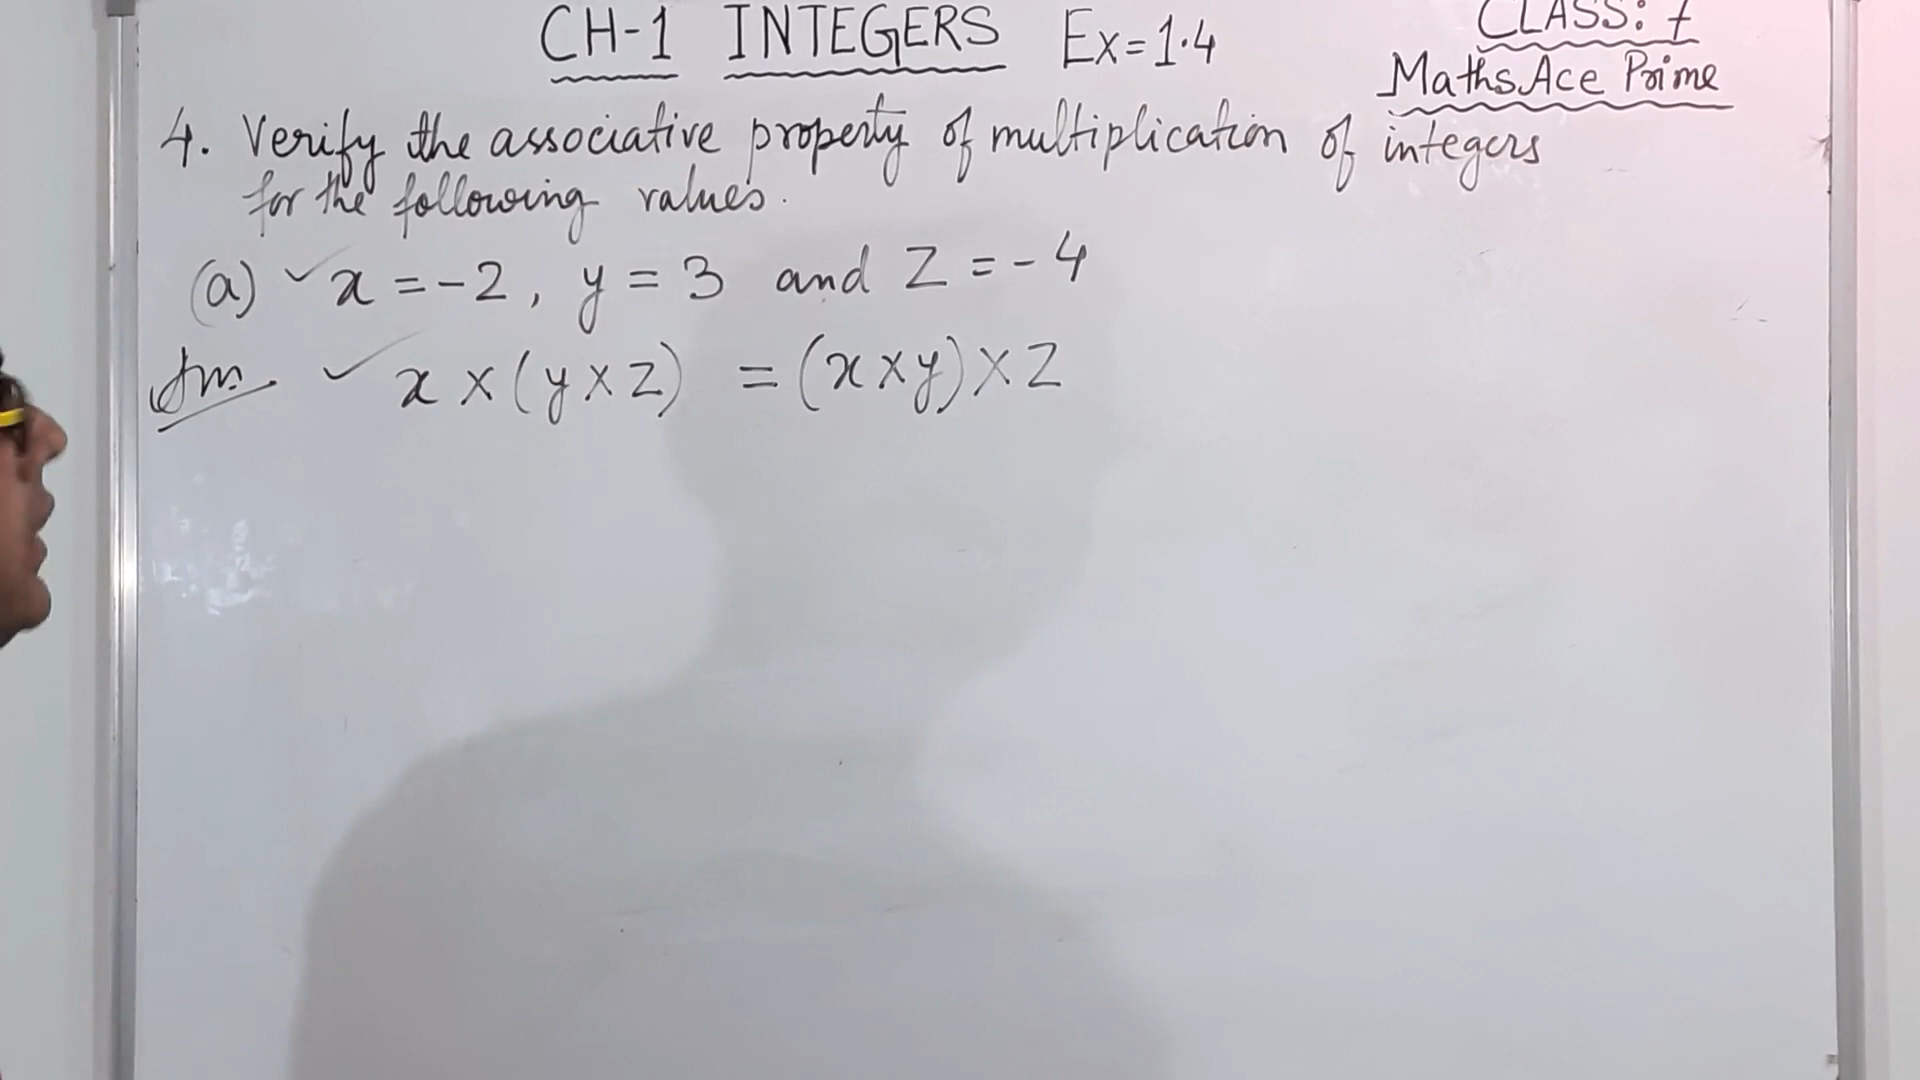 CH-1 INTEGERS Ex=1.4
CLASS: 7
Maths Ace Prime
4. Verify the associative property of multiplication of integers
for the following values.
(a) ✓ x = -2, y = 3 and Z = -4
Ans. ✓ x × (y × z) = (x × y) × Z